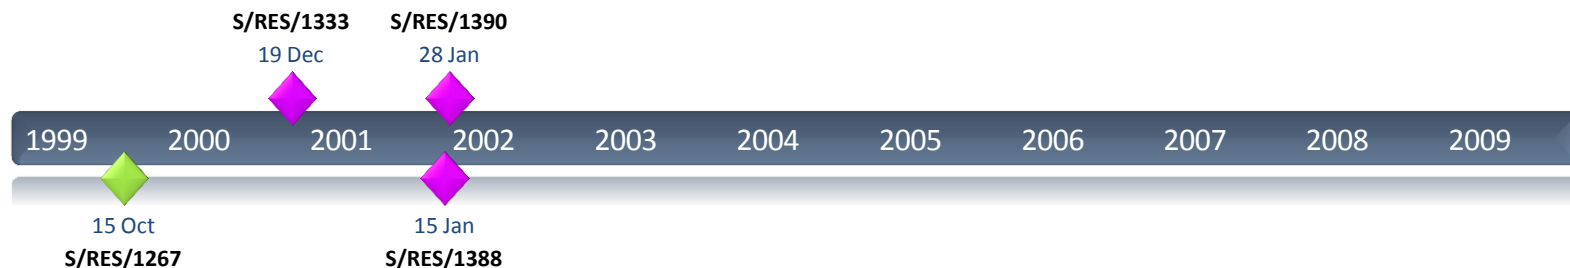 S/RES/1333 S/RES/1390
19 Dec 28 Jan
1999 2000 2001 2002 2003 2004 2005 2006 2007 2008 2009
15 Oct 15 Jan
S/RES/1267 S/RES/1388